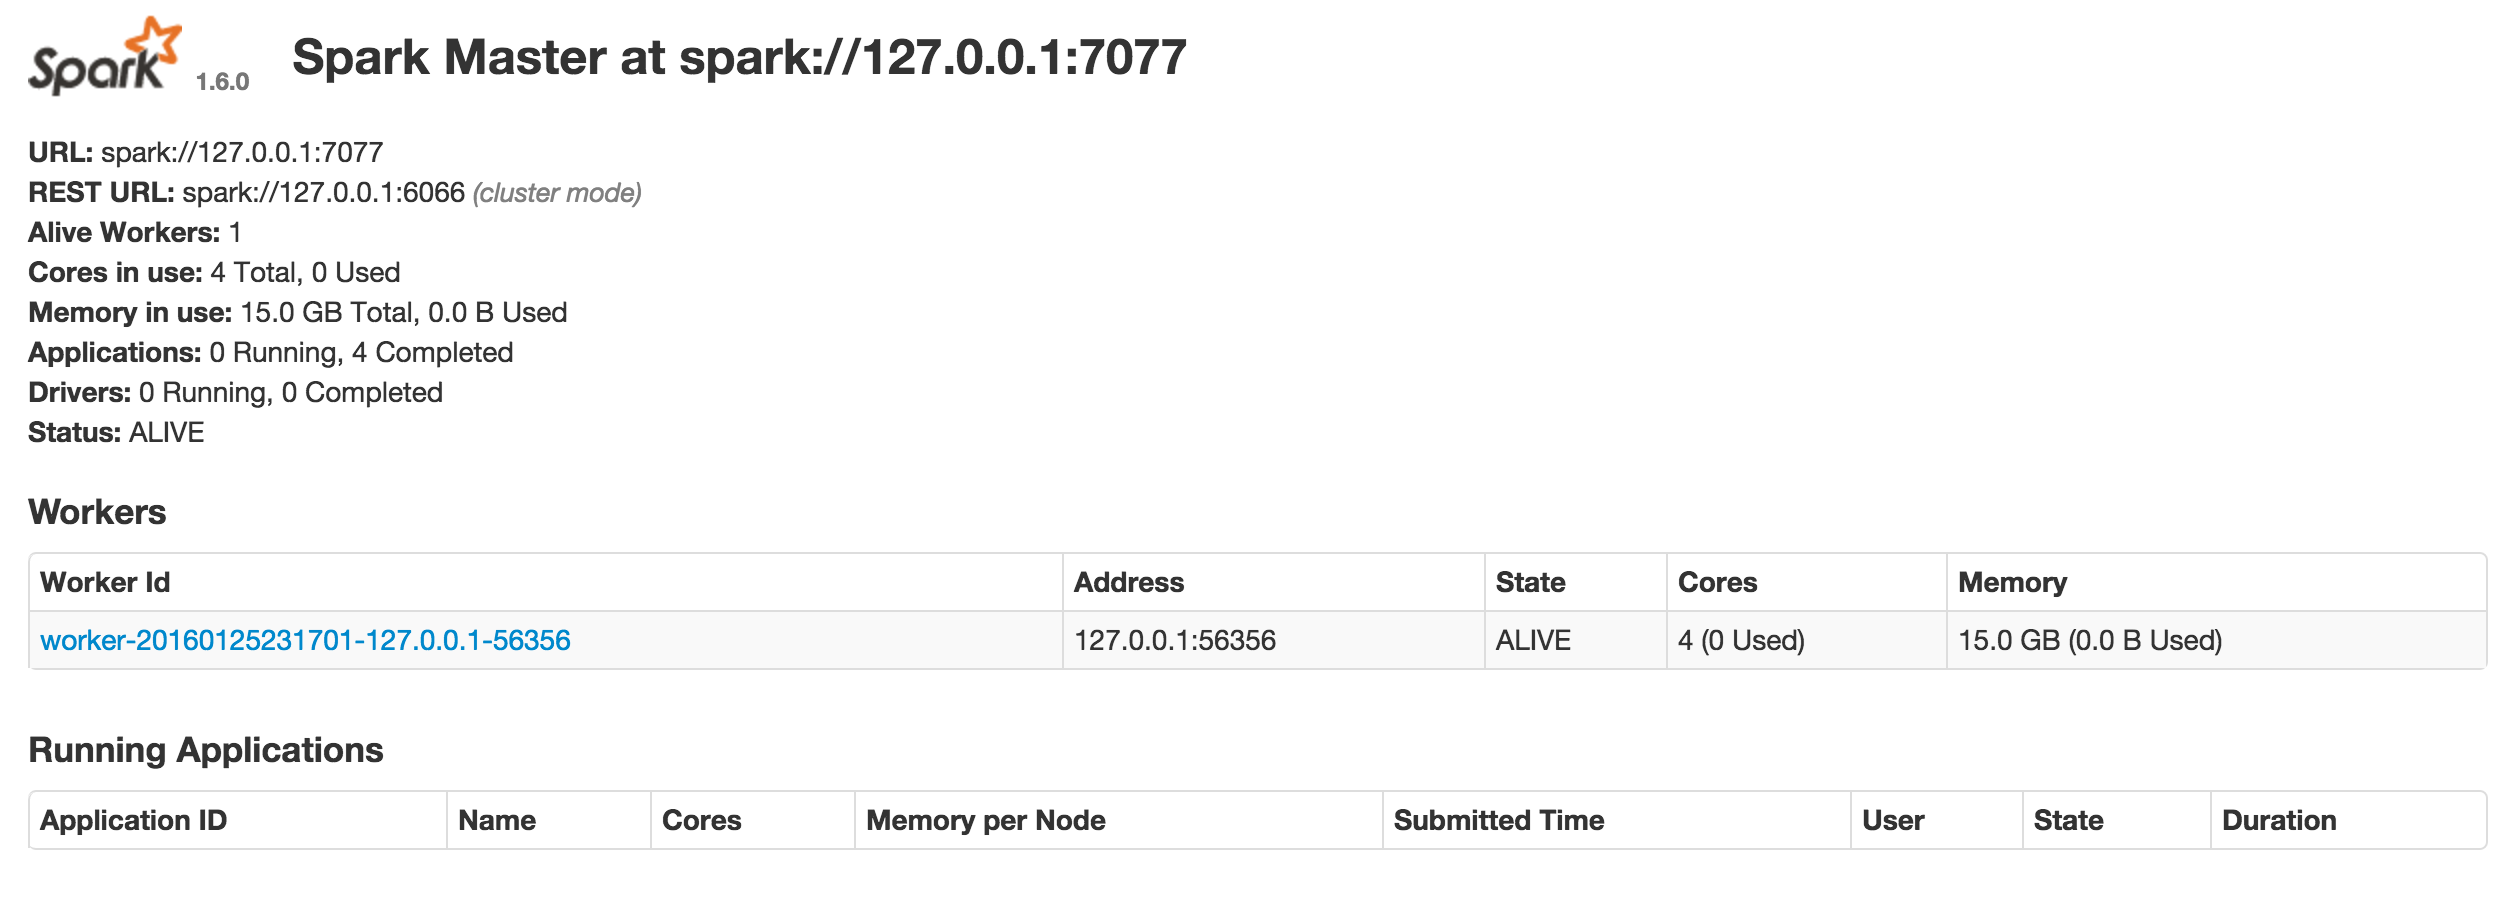 Spark 1.6.0 Spark Master at spark://127.0.0.1:7077
URL: spark://127.0.0.1:7077
REST URL: spark://127.0.0.1:6066 (cluster mode)
Alive Workers: 1
Cores in use: 4 Total, 0 Used
Memory in use: 15.0 GB Total, 0.0 B Used
Applications: 0 Running, 4 Completed
Drivers: 0 Running, 0 Completed
Status: ALIVE
Workers
Worker Id Address State Cores Memory
worker-20160125231701-127.0.0.1-56356 127.0.0.1:56356 ALIVE 4 (0 Used) 15.0 GB (0.0 B Used)
Running Applications
Application ID Name Cores Memory per Node Submitted Time User State Duration